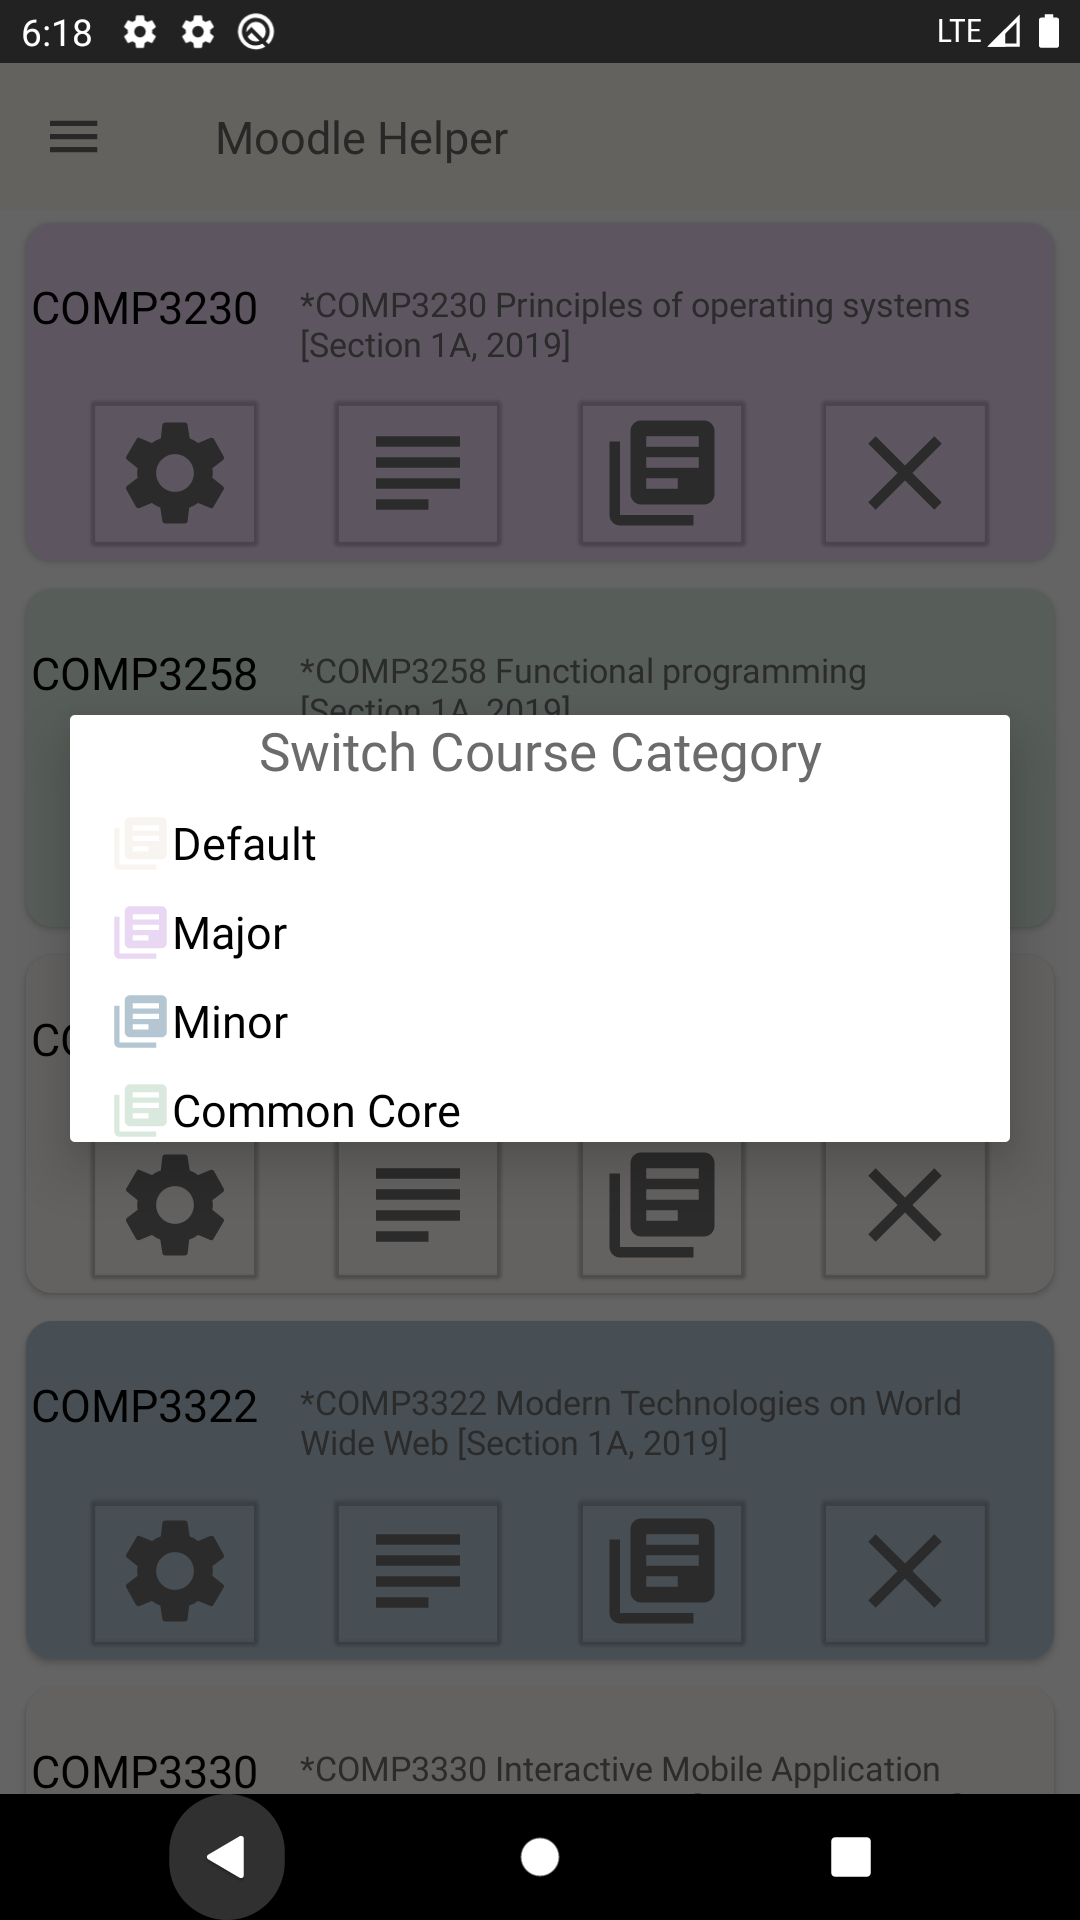 6:18
LTE
Moodle Helper
COMP3230
*COMP3230 Principles of operating systems
[Section 1A, 2019]
COMP3258
*COMP3258 Functional programming
[Section 1A, 2019]
Switch Course Category
Default
Major
Minor
Common Core
COMP3322
*COMP3322 Modern Technologies on World
Wide Web [Section 1A, 2019]
COMP3330
*COMP3330 Interactive Mobile Application